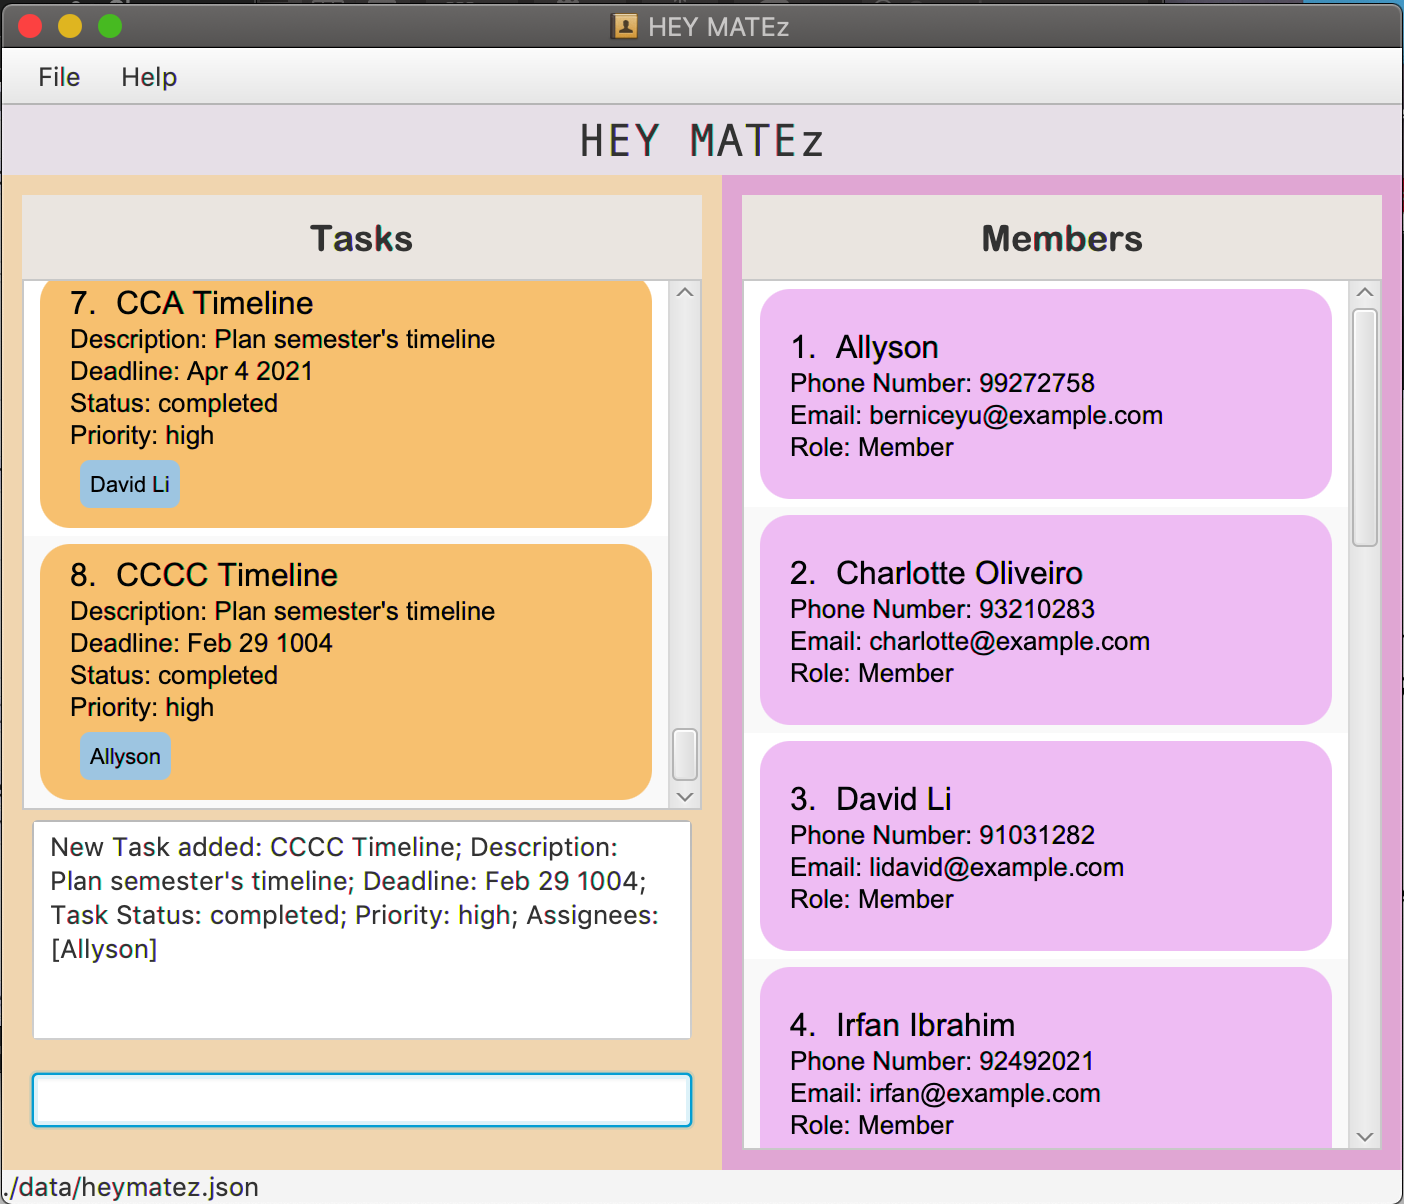 HEY MATEz
File Help
HEY MATEz
Tasks
7. CCA Timeline
Description: Plan semester's timeline
Deadline: Apr 4 2021
Status: completed
Priority: high
David Li
8. CCCC Timeline
Description: Plan semester's timeline
Deadline: Feb 29 1004
Status: completed
Priority: high
Allyson
New Task added: CCCC Timeline; Description:
Plan semester's timeline; Deadline: Feb 29 1004;
Task Status: completed; Priority: high; Assignees:
[Allyson]
Members
1. Allyson
Phone Number: 99272758
Email: berniceyu@example.com
Role: Member
2. Charlotte Oliveiro
Phone Number: 93210283
Email: charlotte@example.com
Role: Member
3. David Li
Phone Number: 91031282
Email: lidavid@example.com
Role: Member
4. Irfan Ibrahim
Phone Number: 92492021
Email: irfan@example.com
Role: Member
./data/heymatez.json